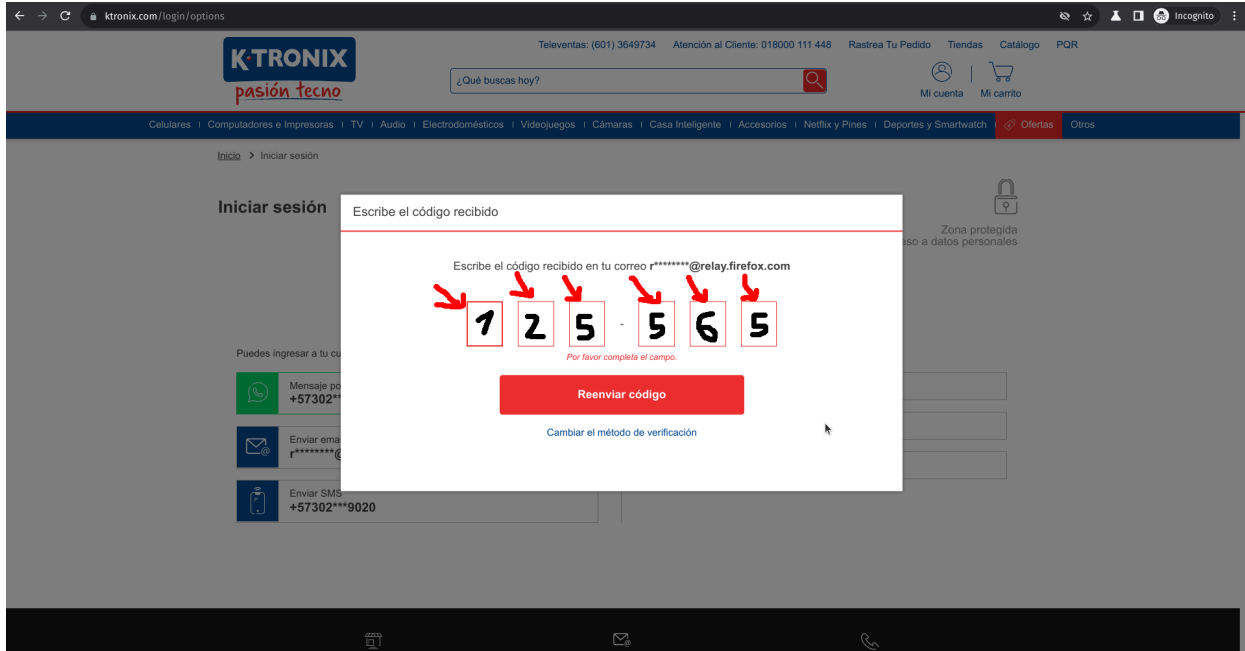 ktronix.com/login/options
Incognito
K·TRONIX
pasión tecno
Televentas: (601) 3649734 Atención al Cliente: 018000 111 448 Rastrea Tu Pedido Tiendas Catálogo PQR
¿Qué buscas hoy?
Mi cuenta Mi carrito
Celulares Computadores e Impresoras TV Audio Electrodomésticos Videojuegos Cámaras Casa Inteligente Accesorios Netflix y Pines Deportes y Smartwatch Ofertas Otros
Inicio > Iniciar sesión
Iniciar sesión
Zona protegida
eso a datos personales
Escribe el código recibido
Escribe el código recibido en tu correo r********@relay.firefox.com
1 2 5 - 5 6 5
Por favor completa el campo.
Reenviar código
Cambiar el método de verificación
Puedes ingresar a tu cu
Mensaje po
+57302**
Enviar ema
r********@
Enviar SMS
+57302***9020